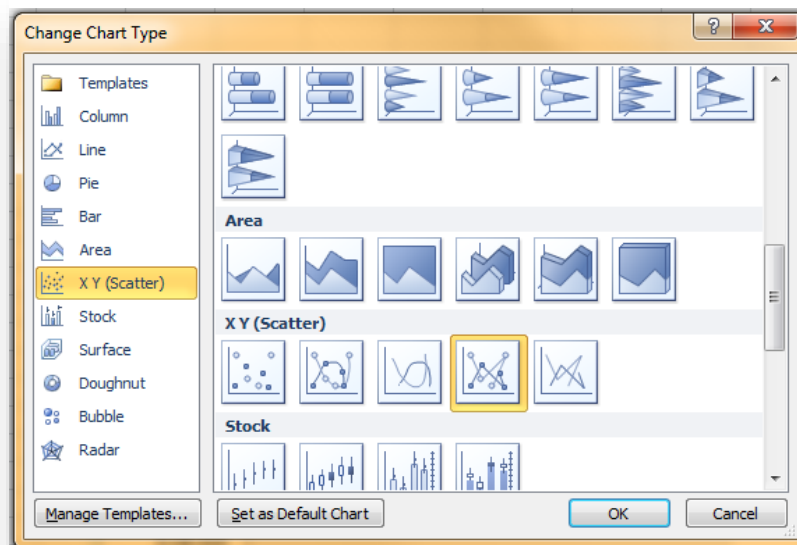 Change Chart Type
Templates
Column
Line
Pie
Bar
Area
X Y (Scatter)
Stock
Surface
Doughnut
Bubble
Radar
Area
X Y (Scatter)
Stock
Manage Templates...
Set as Default Chart
OK
Cancel